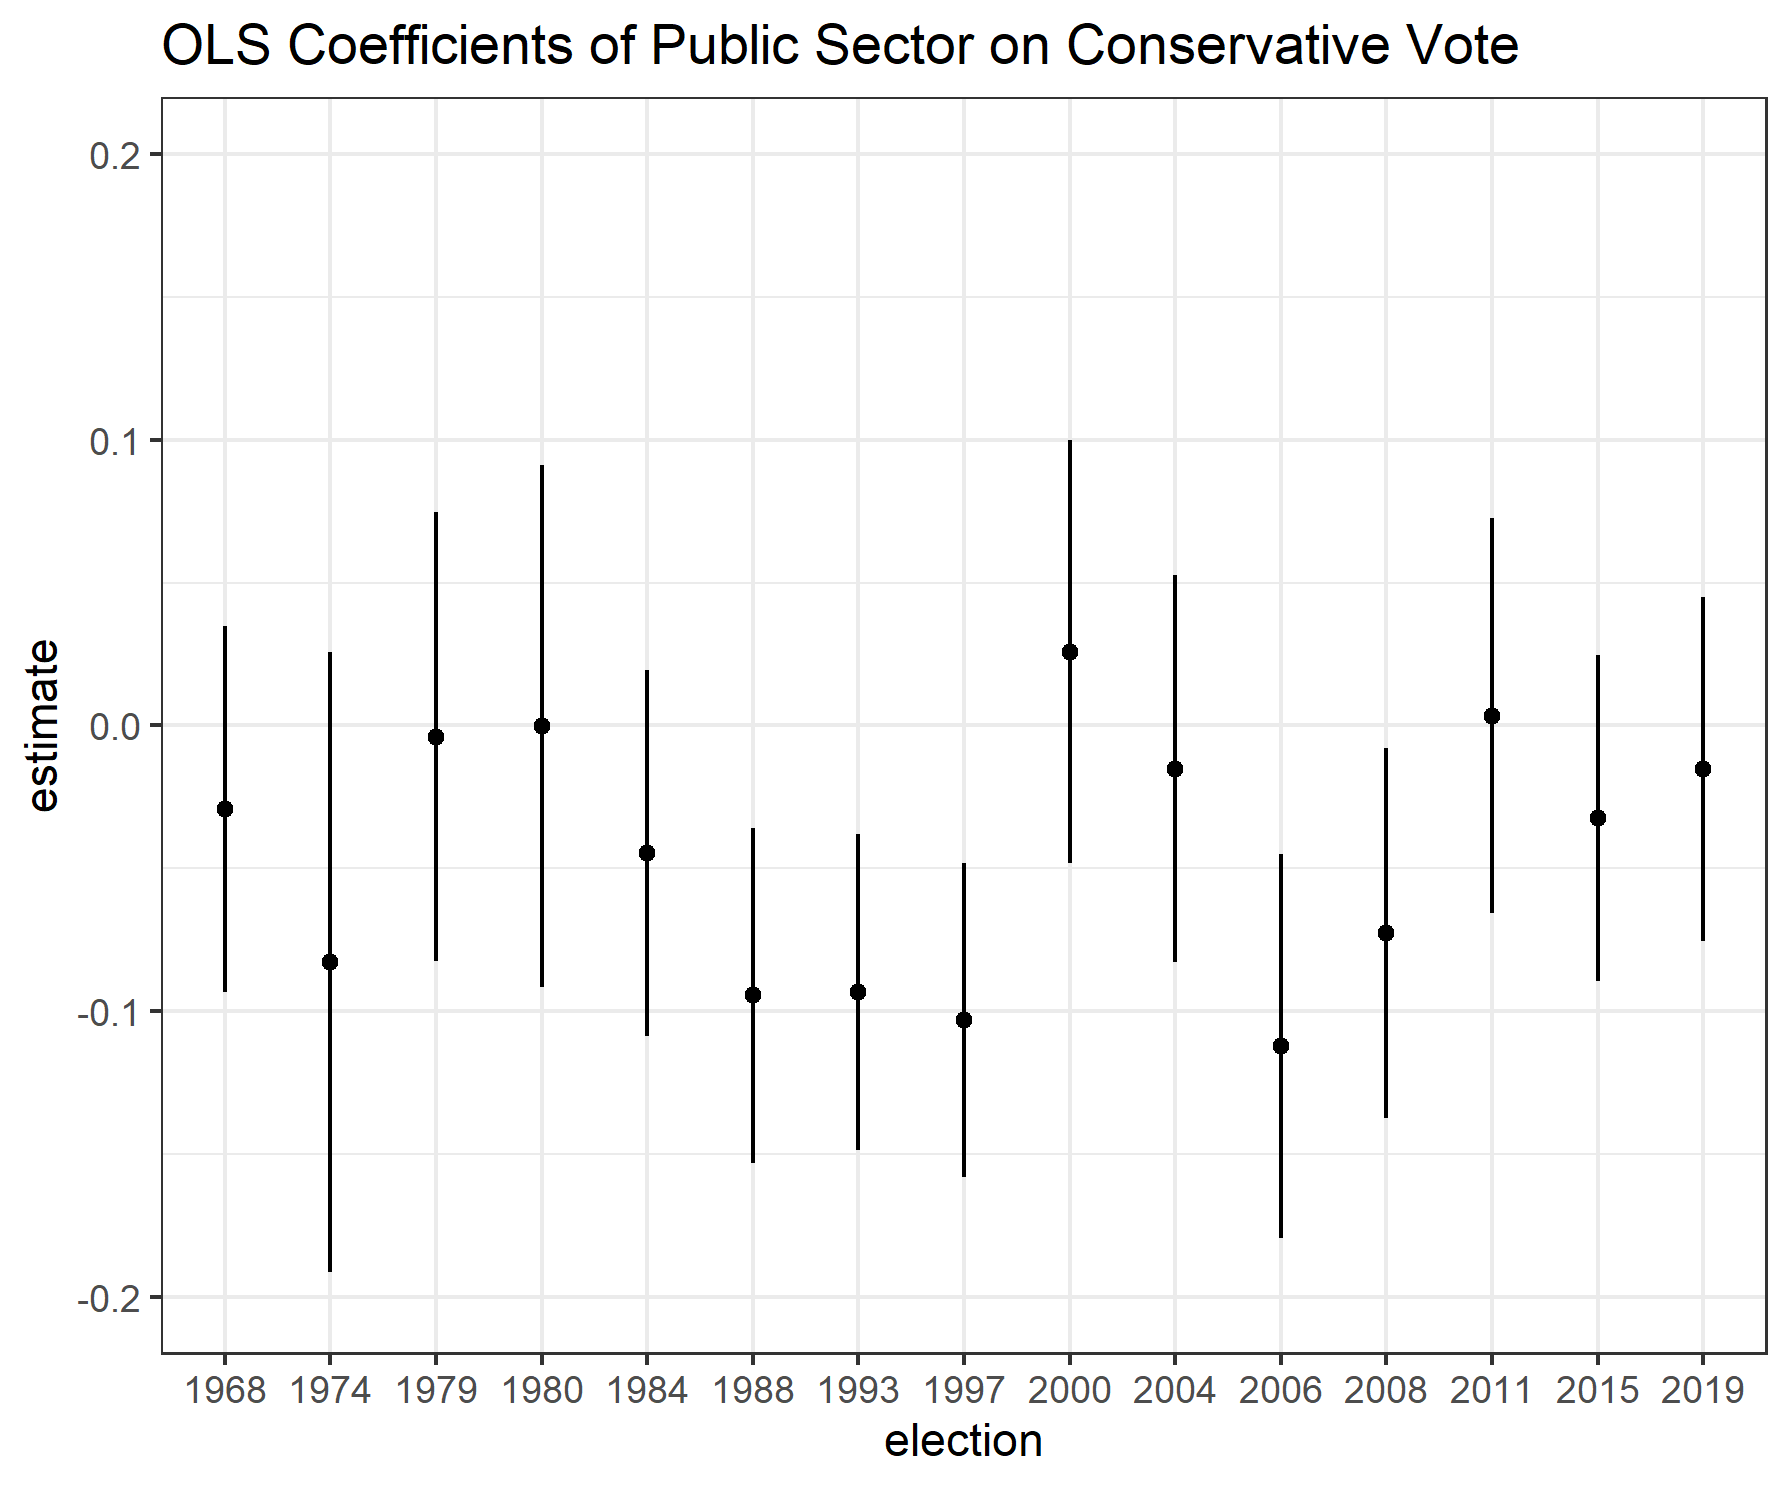 OLS Coefficients of Public Sector on Conservative Vote
0.2
0.1
0.0
-0.1
-0.2
estimate
1968 1974 1979 1980 1984 1988 1993 1997 2000 2004 2006 2008 2011 2015 2019
election